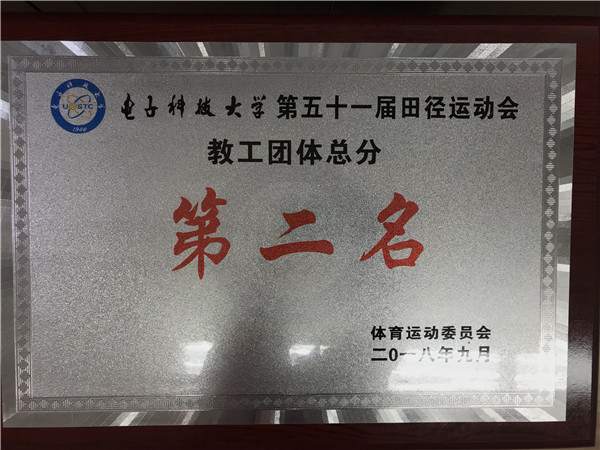 电子科技大学第五十一届田径运动会
UESTC
1956
教工团体总分
第二名
体育运动委员会
二0一八年九月